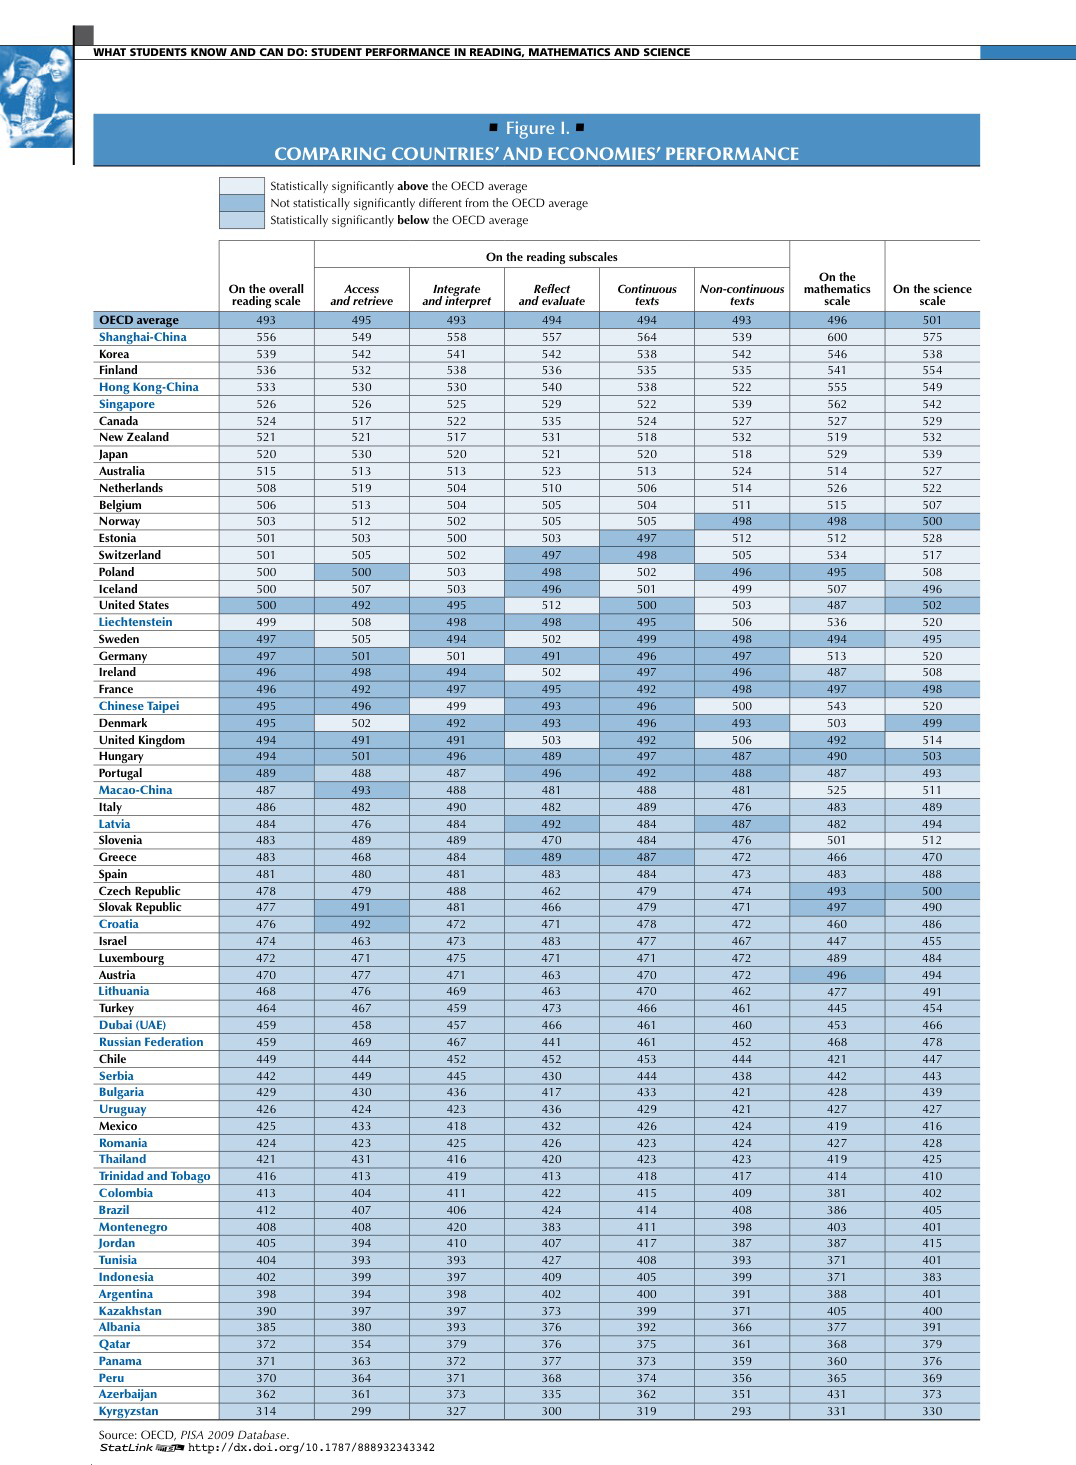 WHAT STUDENTS KNOW AND CAN DO: STUDENT PERFORMANCE IN READING, MATHEMATICS AND SCIENCE
Figure I.
COMPARING COUNTRIES' AND ECONOMIES' PERFORMANCE
Statistically significantly above the OECD average
Not statistically significantly different from the OECD average
Statistically significantly below the OECD average
On the reading subscales
On the overall reading scale Access and retrieve Integrate and interpret Reflect and evaluate Continuous texts Non-continuous texts On the mathematics scale On the science scale
OECD average 493 495 493 494 494 493 496 501
Shanghai-China 556 549 558 557 564 539 600 575
Korea 539 542 541 542 538 542 546 538
Finland 536 532 538 536 535 535 541 554
Hong Kong-China 533 530 530 540 538 522 555 549
Singapore 526 526 525 529 522 539 562 542
Canada 524 517 522 535 524 527 527 529
New Zealand 521 521 517 531 518 532 519 532
Japan 520 530 520 521 520 518 529 539
Australia 515 513 513 523 513 524 514 527
Netherlands 508 519 504 510 506 514 526 522
Belgium 506 513 504 505 504 511 515 507
Norway 503 512 502 505 505 498 498 500
Estonia 501 503 500 503 497 512 512 528
Switzerland 501 505 502 497 498 505 534 517
Poland 500 500 503 498 502 496 495 508
Iceland 500 507 503 496 501 499 507 496
United States 500 492 495 512 500 503 487 502
Liechtenstein 499 508 498 498 495 506 536 520
Sweden 497 505 494 502 499 498 494 495
Germany 497 501 501 491 496 497 513 520
Ireland 496 498 494 502 497 496 487 508
France 496 492 497 495 492 498 497 498
Chinese Taipei 495 496 499 493 496 500 543 520
Denmark 495 502 492 493 496 493 503 499
United Kingdom 494 491 491 503 492 506 492 514
Hungary 494 501 496 489 497 487 490 503
Portugal 489 488 487 496 492 488 487 493
Macao-China 487 493 488 481 488 481 525 511
Italy 486 482 490 482 489 476 483 489
Latvia 484 476 484 492 484 487 482 494
Slovenia 483 489 489 470 484 476 501 512
Greece 483 468 484 489 487 472 466 470
Spain 481 480 481 483 484 473 483 488
Czech Republic 478 479 488 462 479 474 493 500
Slovak Republic 477 491 481 466 479 471 497 490
Croatia 476 492 472 471 478 472 460 486
Israel 474 463 473 483 477 467 447 455
Luxembourg 472 471 475 471 471 472 489 484
Austria 470 477 471 463 470 472 496 494
Lithuania 468 476 469 463 470 462 477 491
Turkey 464 467 459 473 466 461 445 454
Dubai (UAE) 459 458 457 466 461 460 453 466
Russian Federation 459 469 467 441 461 452 468 478
Chile 449 444 452 452 453 444 421 447
Serbia 442 449 445 430 444 438 442 443
Bulgaria 429 430 436 417 433 421 428 439
Uruguay 426 424 423 436 429 421 427 427
Mexico 425 433 418 432 426 424 419 416
Romania 424 423 425 426 423 424 427 428
Thailand 421 431 416 420 423 423 419 425
Trinidad and Tobago 416 413 419 413 418 417 414 410
Colombia 413 404 411 422 415 409 381 402
Brazil 412 407 406 424 414 408 386 405
Montenegro 408 408 420 383 411 398 403 401
Jordan 405 394 410 407 417 387 387 415
Tunisia 404 393 393 427 408 393 371 401
Indonesia 402 399 397 409 405 399 371 383
Argentina 398 394 398 402 400 391 388 401
Kazakhstan 390 397 397 373 399 371 405 400
Albania 385 380 393 376 392 366 377 391
Qatar 372 354 379 376 375 361 368 379
Panama 371 363 372 377 373 359 360 376
Peru 370 364 371 368 374 356 365 369
Azerbaijan 362 361 373 335 362 351 431 373
Kyrgyzstan 314 299 327 300 319 293 331 330
Source: OECD, PISA 2009 Database.
StatLink http://dx.doi.org/10.1787/888932343342